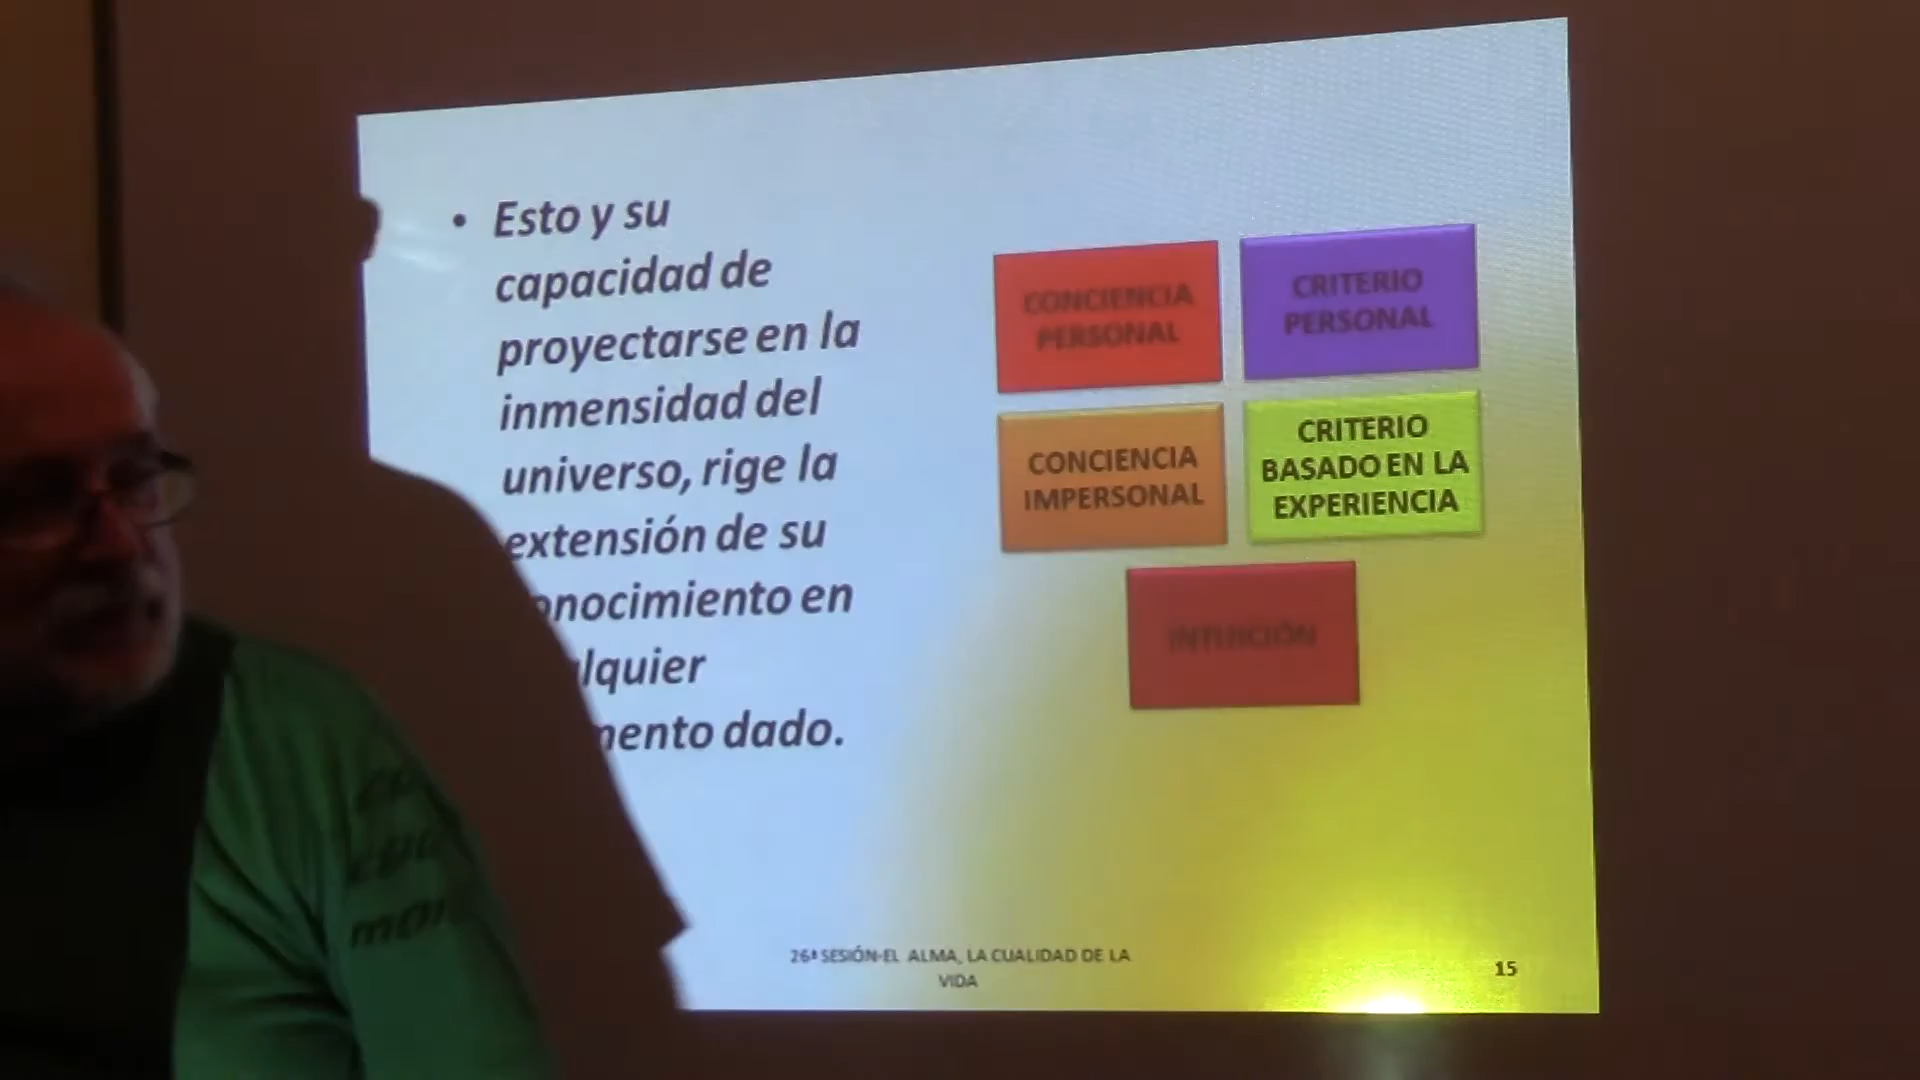 • Esto y su
capacidad de
proyectarse en la
inmensidad del
universo, rige la
extensión de su
onocimiento en
lquier
mento dado.
CONCIENCIA
PERSONAL
CRITERIO
PERSONAL
CONCIENCIA
IMPERSONAL
CRITERIO
BASADO EN LA
EXPERIENCIA
INTUICIÓN
26ª SESIÓN-EL ALMA, LA CUALIDAD DE LA
VIDA
15